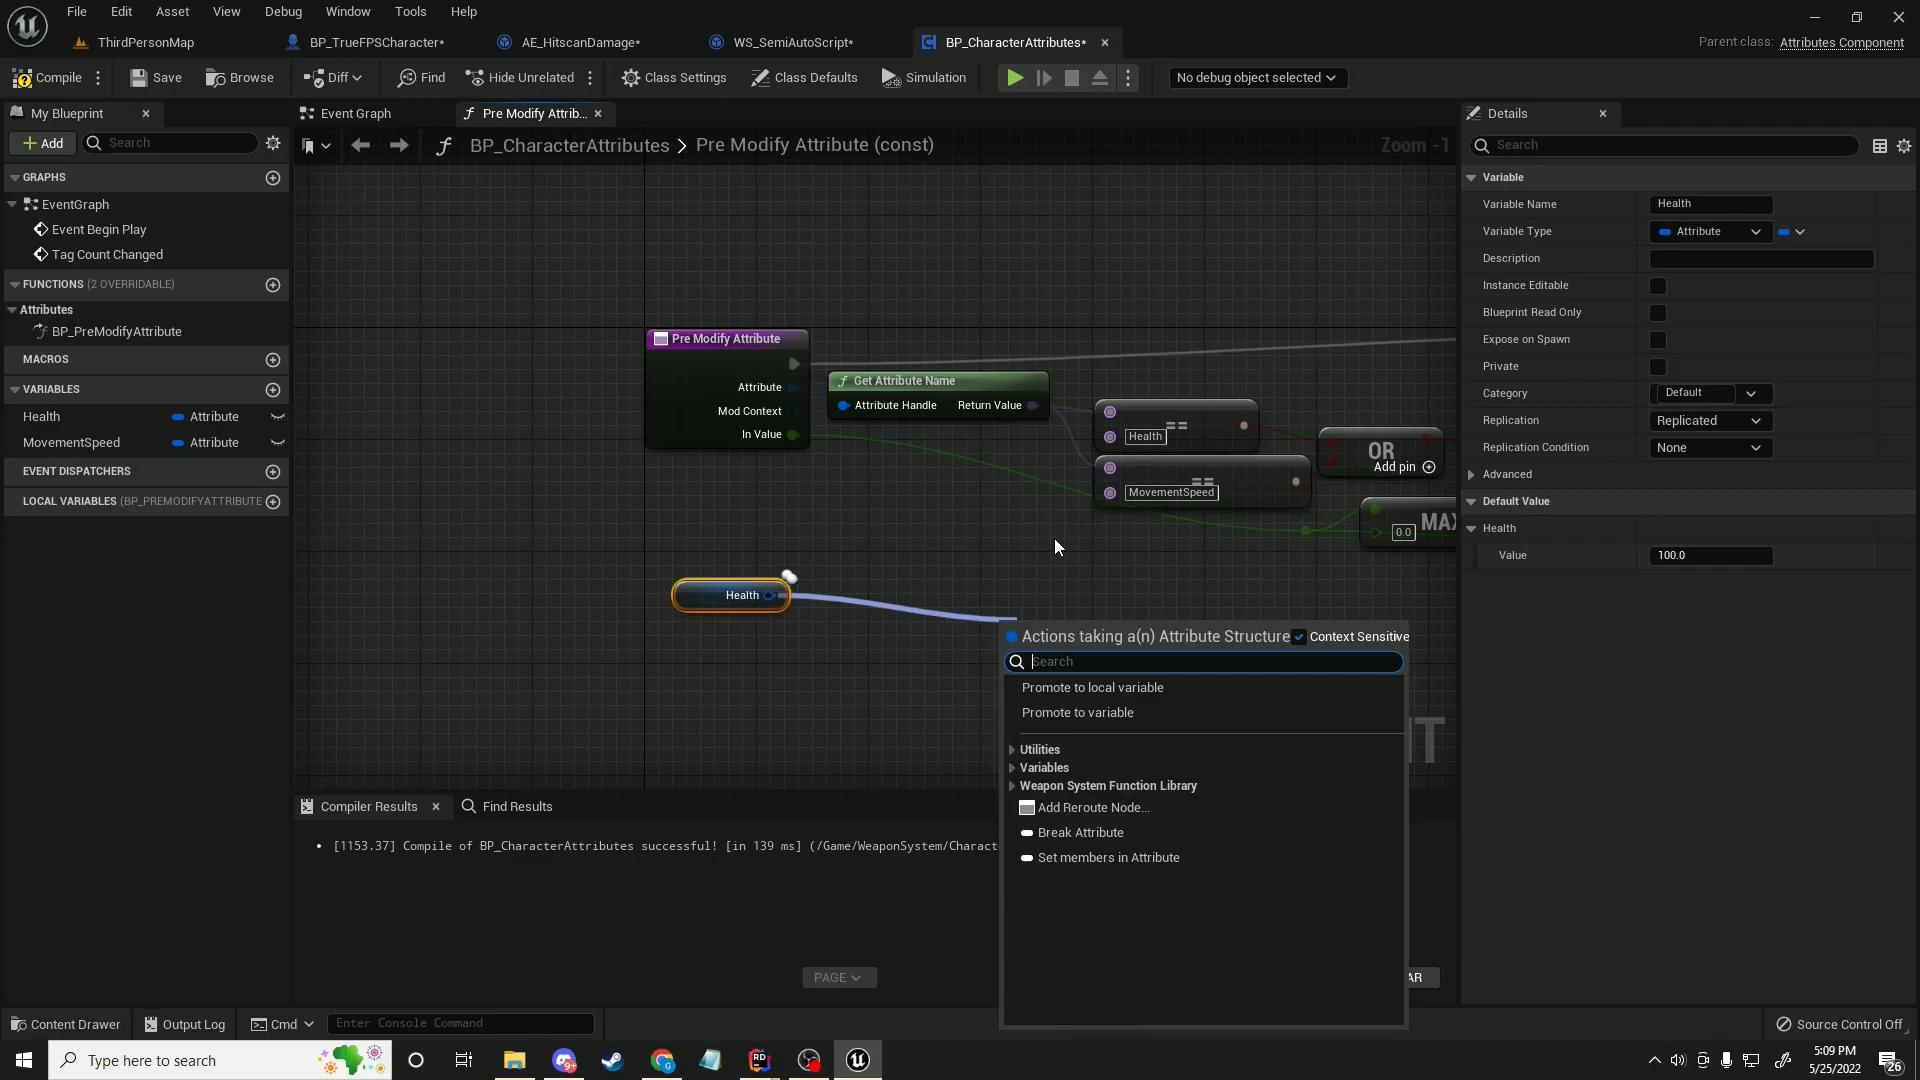 File Edit Asset View Debug Window Tools Help
ThirdPersonMap BP_TrueFPSCharacter* AE_HitscanDamage* WS_SemiAutoScript* BP_CharacterAttributes* Parent class: Attributes Component
Compile Save Browse Diff Find Hide Unrelated Class Settings Class Defaults Simulation No debug object selected
My Blueprint Event Graph Pre Modify Attrib... Details
Add Search BP_CharacterAttributes > Pre Modify Attribute (const) Zoom -1 Search
GRAPHS
EventGraph
Event Begin Play
Tag Count Changed
FUNCTIONS (2 OVERRIDABLE)
Attributes
BP_PreModifyAttribute
MACROS
VARIABLES
Health Attribute
MovementSpeed Attribute
EVENT DISPATCHERS
LOCAL VARIABLES (BP_PREMODIFYATTRIBUTE
Pre Modify Attribute
Attribute
Mod Context
In Value
Get Attribute Name
Attribute Handle Return Value
==
Health
==
MovementSpeed
OR
Add pin
MAX
0.0
Health
Actions taking a(n) Attribute Structure Context Sensitive
Search
Promote to local variable
Promote to variable
Utilities
Variables
Weapon System Function Library
Add Reroute Node...
Break Attribute
Set members in Attribute
Variable
Variable Name Health
Variable Type Attribute
Description
Instance Editable
Blueprint Read Only
Expose on Spawn
Private
Category Default
Replication Replicated
Replication Condition None
Advanced
Default Value
Health
Value 100.0
Compiler Results Find Results
[1153.37] Compile of BP_CharacterAttributes successful! [in 139 ms] (/Game/WeaponSystem/Charact
PAGE
AR
Content Drawer Output Log Cmd Enter Console Command Source Control Off
Type here to search
5:09 PM
5/25/2022
26